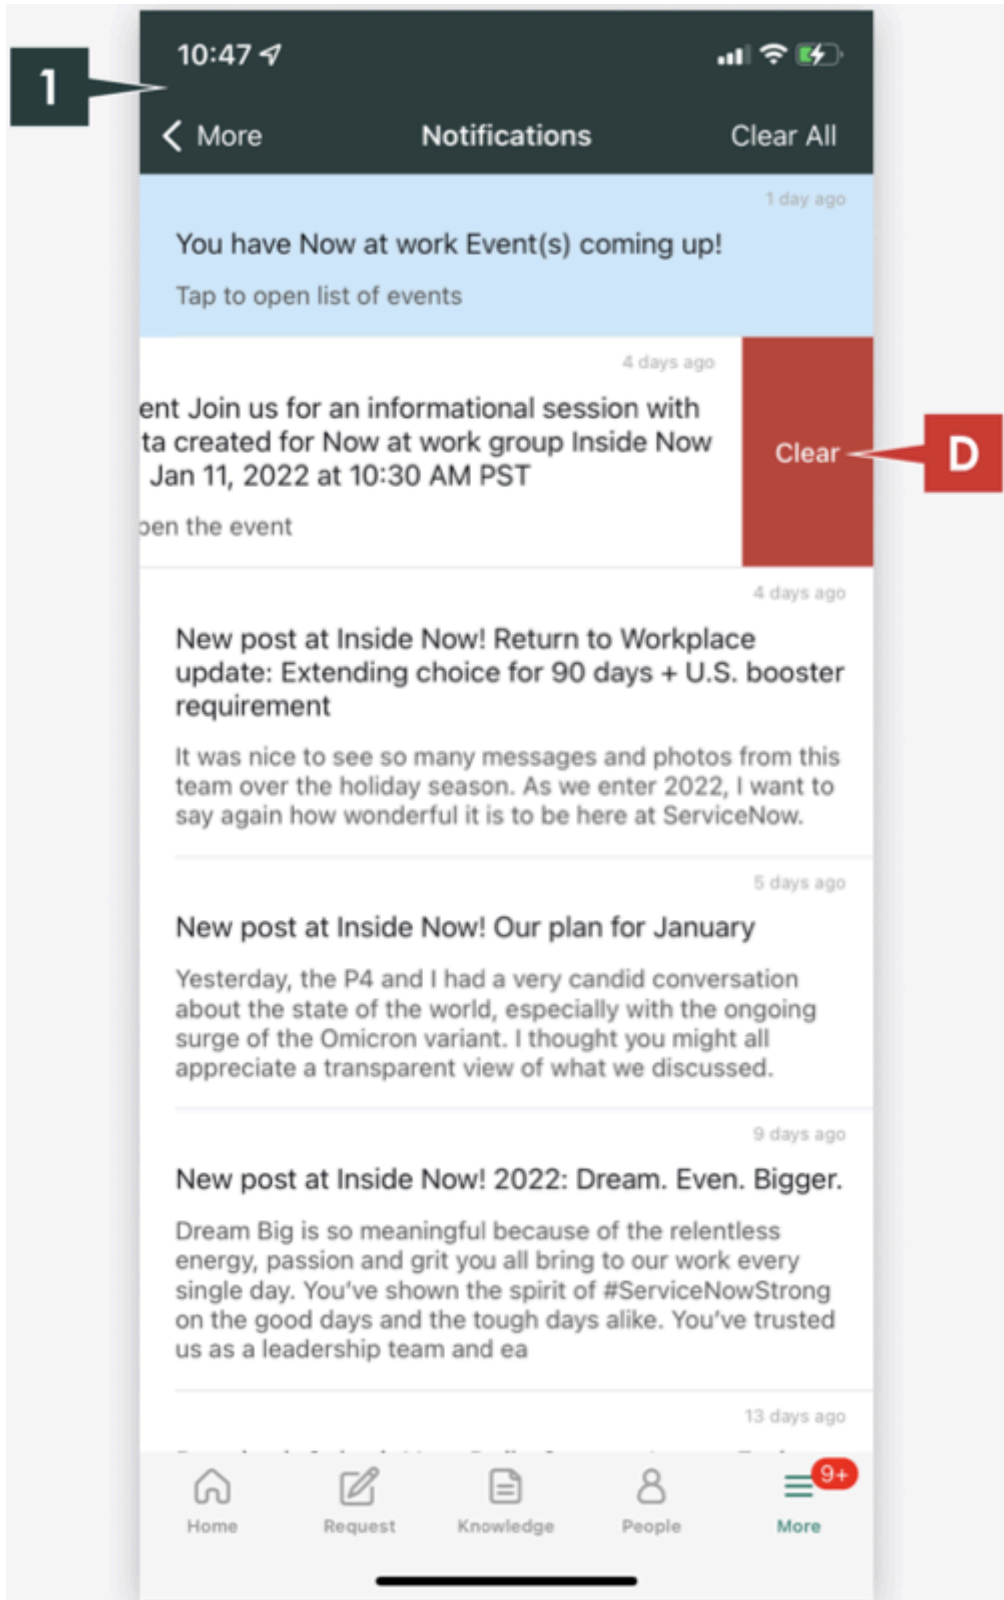 10:47
1
More
Notifications
Clear All
1 day ago
You have Now at work Event(s) coming up!
Tap to open list of events
4 days ago
ent Join us for an informational session with
ta created for Now at work group Inside Now
Jan 11, 2022 at 10:30 AM PST
pen the event
Clear
D
4 days ago
New post at Inside Now! Return to Workplace
update: Extending choice for 90 days + U.S. booster
requirement
It was nice to see so many messages and photos from this
team over the holiday season. As we enter 2022, I want to
say again how wonderful it is to be here at ServiceNow.
5 days ago
New post at Inside Now! Our plan for January
Yesterday, the P4 and I had a very candid conversation
about the state of the world, especially with the ongoing
surge of the Omicron variant. I thought you might all
appreciate a transparent view of what we discussed.
9 days ago
New post at Inside Now! 2022: Dream. Even. Bigger.
Dream Big is so meaningful because of the relentless
energy, passion and grit you all bring to our work every
single day. You've shown the spirit of #ServiceNowStrong
on the good days and the tough days alike. You've trusted
us as a leadership team and ea
13 days ago
9+
Home
Request
Knowledge
People
More